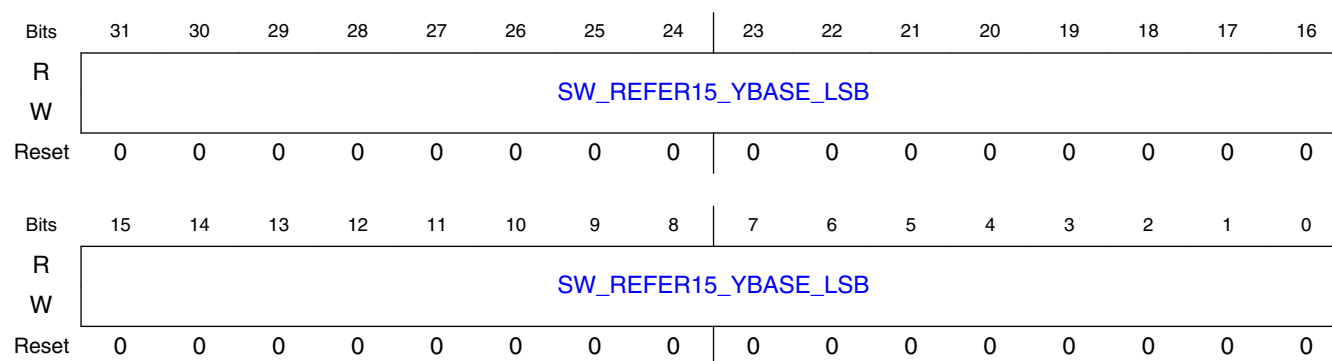 Bits 31 30 29 28 27 26 25 24 23 22 21 20 19 18 17 16
R
SW_REFER15_YBASE_LSB
W
Reset 0 0 0 0 0 0 0 0 0 0 0 0 0 0 0 0
Bits 15 14 13 12 11 10 9 8 7 6 5 4 3 2 1 0
R
SW_REFER15_YBASE_LSB
W
Reset 0 0 0 0 0 0 0 0 0 0 0 0 0 0 0 0